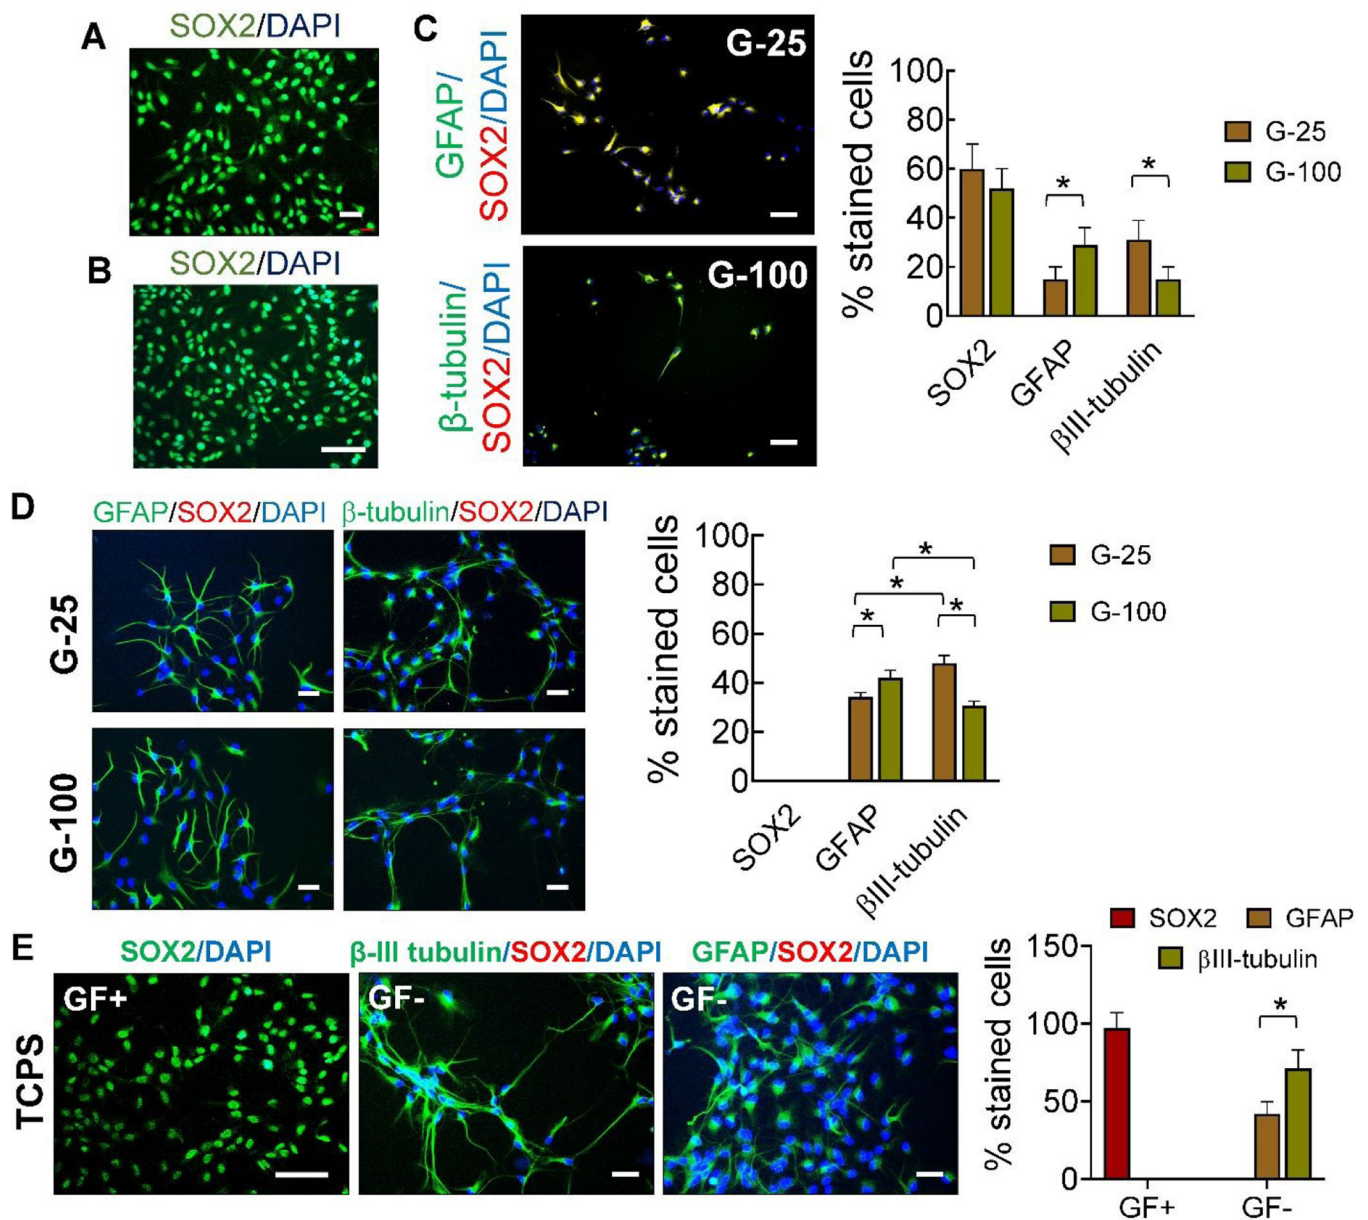 A
SOX2/DAPI
B
SOX2/DAPI
C
GFAP/
SOX2/DAPI
G-25
β-tubulin/
SOX2/DAPI
G-100
% stained cells
100
80
60
40
20
0
SOX2
GFAP
βIII-tubulin
*
*
G-25
G-100
D
GFAP/SOX2/DAPI
β-tubulin/SOX2/DAPI
G-25
G-100
% stained cells
100
80
60
40
20
0
SOX2
GFAP
βIII-tubulin
*
*
*
*
G-25
G-100
E
TCPS
SOX2/DAPI
GF+
β-III tubulin/SOX2/DAPI
GF-
GFAP/SOX2/DAPI
GF-
SOX2
GFAP
βIII-tubulin
% stained cells
150
100
50
0
*
GF+
GF-